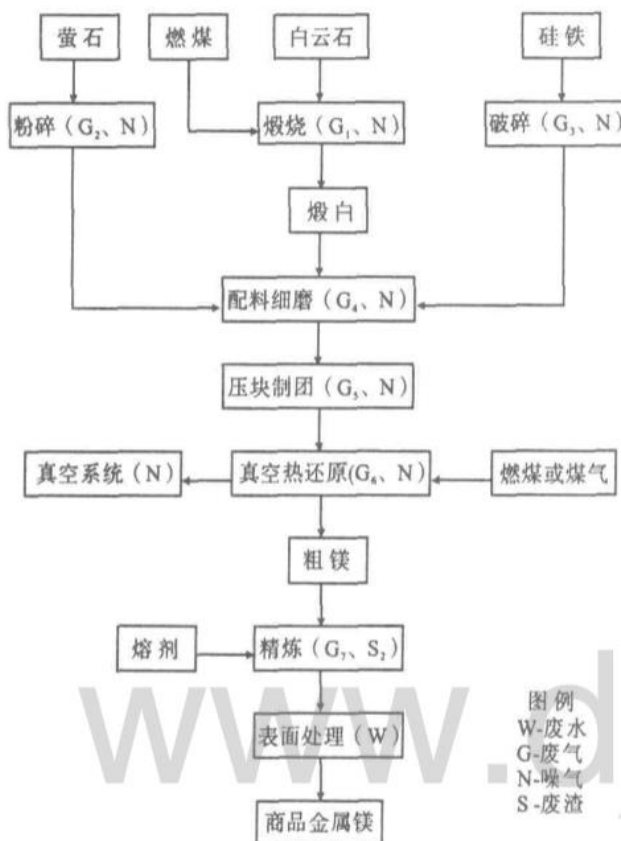 萤石 燃煤 白云石 硅铁
粉碎（G₂、N） 煅烧（G₁、N） 破碎（G₃、N）
煅白
配料细磨（G₄、N）
压块制团（G₅、N）
真空系统（N） 真空热还原(G₆、N) 燃煤或煤气
粗镁
熔剂 精炼（G₇、S₂）
表面处理（W）
商品金属镁
图例
W-废水
G-废气
N-噪气
S-废渣
www.d